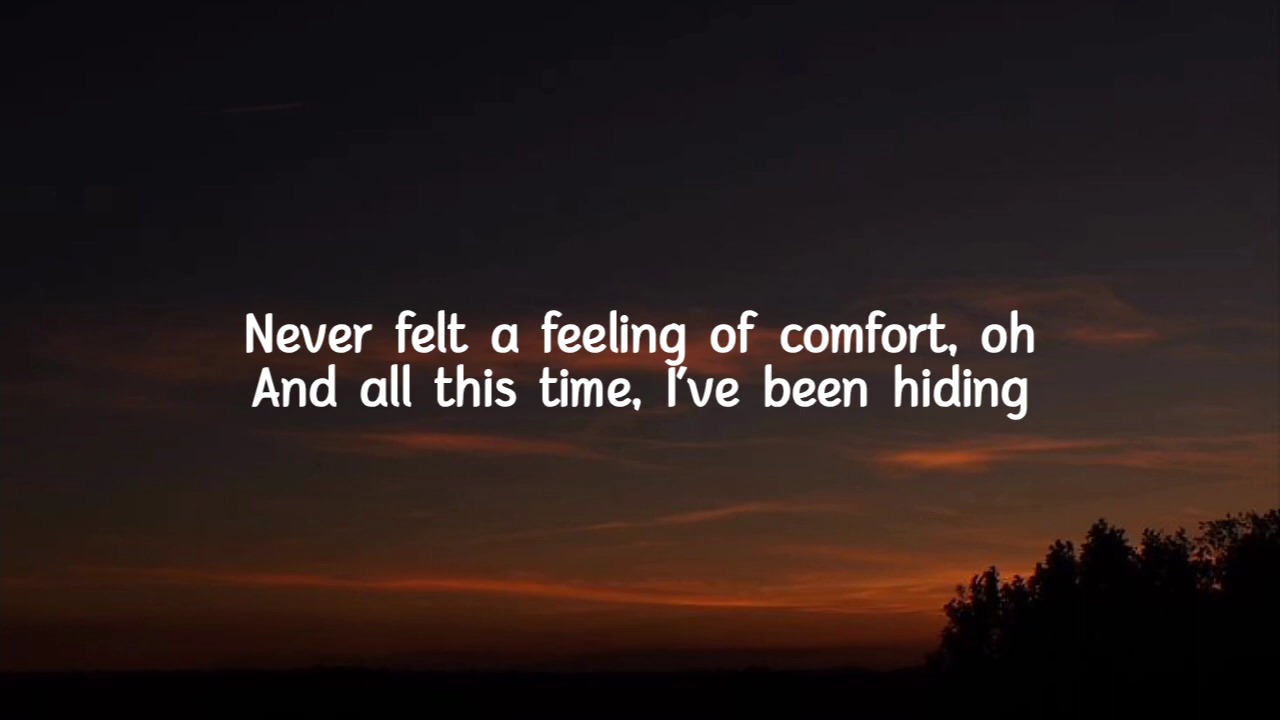 Never felt a feeling of comfort, oh
And all this time, I've been hiding